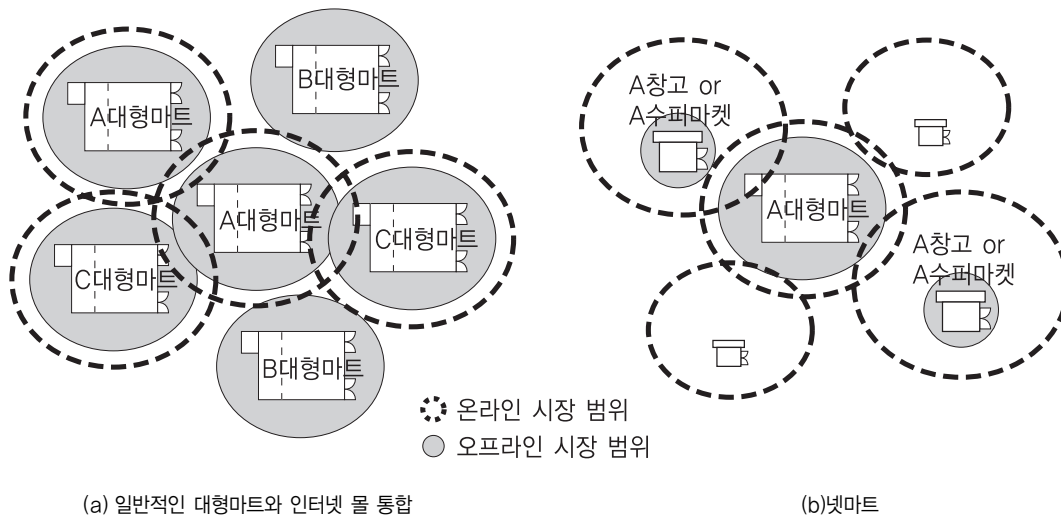 A대형마트
B대형마트
A대형마트
C대형마트
C대형마트
B대형마트
A창고 or
A수퍼마켓
A대형마트
A창고 or
A수퍼마켓
온라인 시장 범위
오프라인 시장 범위
(a) 일반적인 대형마트와 인터넷 몰 통합
(b)넷마트